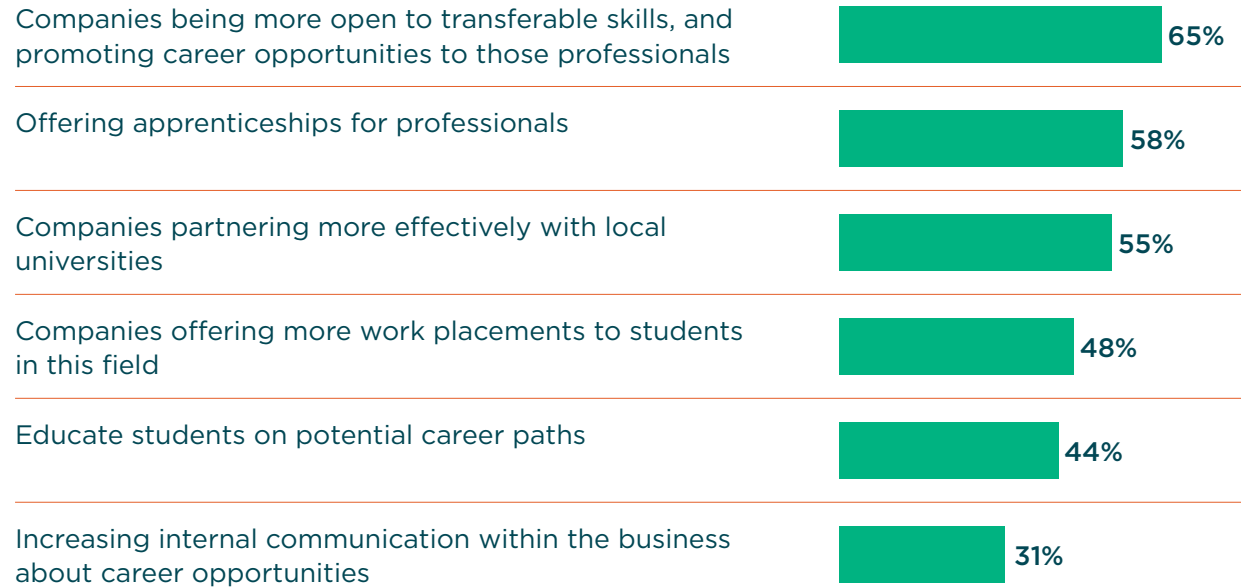 Companies being more open to transferable skills, and
promoting career opportunities to those professionals
65%
Offering apprenticeships for professionals
58%
Companies partnering more effectively with local
universities
55%
Companies offering more work placements to students
in this field
48%
Educate students on potential career paths
44%
Increasing internal communication within the business
about career opportunities
31%